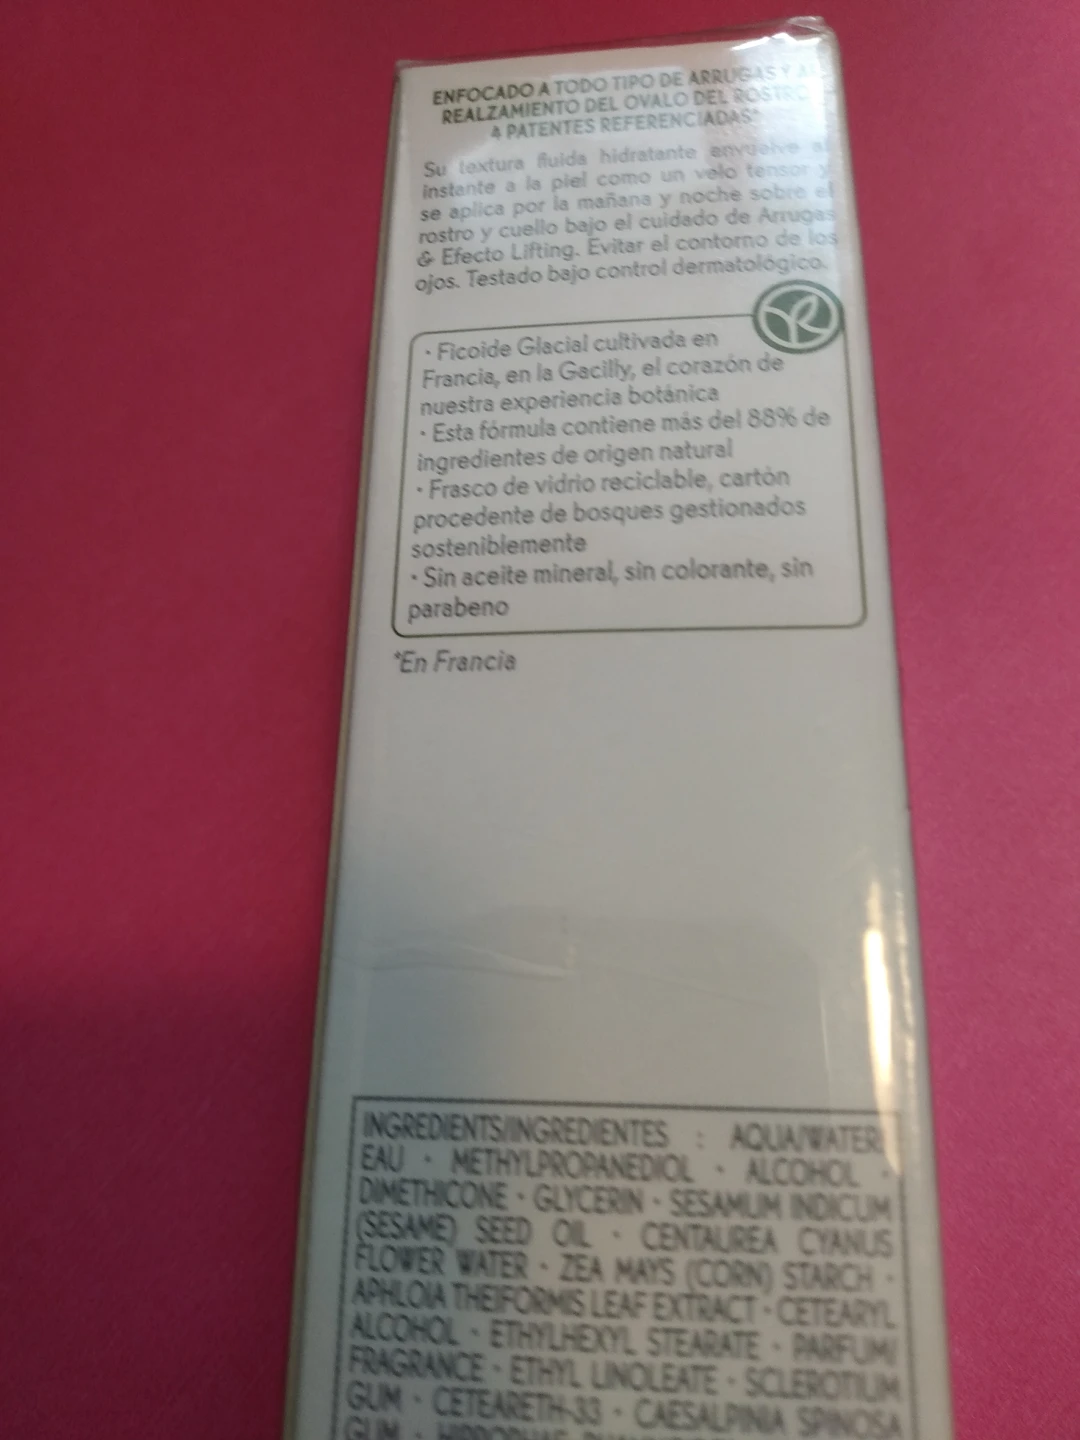 ENFOCADO A TODO TIPO DE ARRUGAS Y AL
REALZAMIENTO DEL OVALO DEL ROSTRO
4 PATENTES REFERENCIADAS*
Su textura fluida hidratante envuelve al
instante a la piel como un velo tensor y
se aplica por la mañana y noche sobre el
rostro y cuello bajo el cuidado de Arrugas
& Efecto Lifting. Evitar el contorno de los
ojos. Testado bajo control dermatológico.
· Ficoide Glacial cultivada en
Francia, en la Gacilly, el corazón de
nuestra experiencia botánica
· Esta fórmula contiene más del 88% de
ingredientes de origen natural
· Frasco de vidrio reciclable, cartón
procedente de bosques gestionados
sosteniblemente
· Sin aceite mineral, sin colorante, sin
parabeno
*En Francia
INGREDIENTS/INGREDIENTES : AQUA/WATER/
EAU · METHYLPROPANEDIOL · ALCOHOL ·
DIMETHICONE · GLYCERIN · SESAMUM INDICUM
(SESAME) SEED OIL · CENTAUREA CYANUS
FLOWER WATER · ZEA MAYS (CORN) STARCH ·
APHLOIA THEIFORMIS LEAF EXTRACT · CETEARYL
ALCOHOL · ETHYLHEXYL STEARATE · PARFUM/
FRAGRANCE · ETHYL LINOLEATE · SCLEROTIUM
GUM · CETEARETH-33 · CAESALPINIA SPINOSA
GUM · HIPPOPHAE